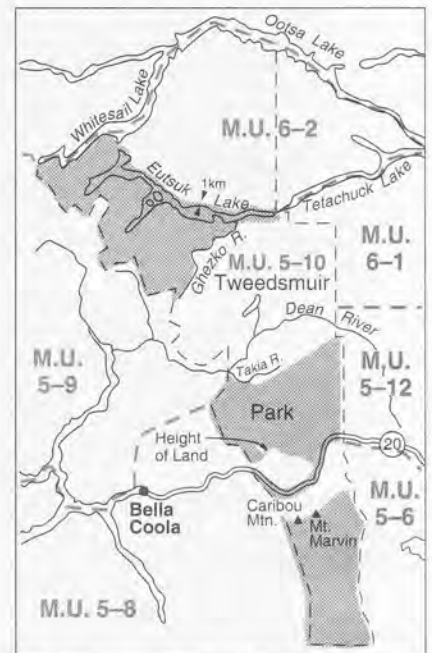 Ootsa Lake
Whitesail Lake
M.U. 6–2
1km
Eutsuk Lake
Tetachuck Lake
Ghezko R.
M.U. 5–10
Tweedsmuir
M.U.
6–1
Dean River
M.U.
5–9
Takia R.
M.U.
5–12
Park
Height
of Land
20
M.U.
5–6
Bella
Coola
Caribou
Mtn.
Mt.
Marvin
M.U. 5–8